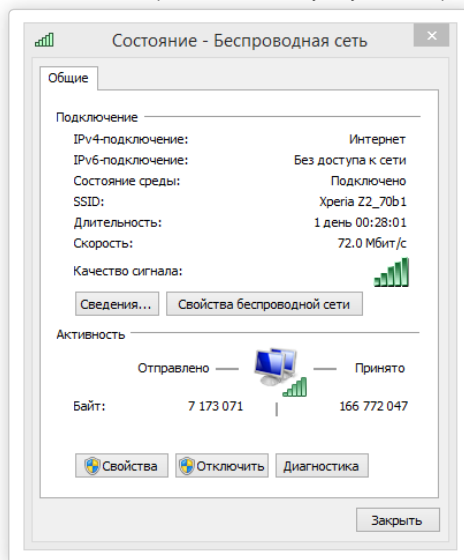 Состояние - Беспроводная сеть
Общие
Подключение
IPv4-подключение: Интернет
IPv6-подключение: Без доступа к сети
Состояние среды: Подключено
SSID: Xperia Z2_70b1
Длительность: 1 день 00:28:01
Скорость: 72.0 Мбит/с
Качество сигнала:
Сведения... Свойства беспроводной сети
Активность
Отправлено — — Принято
Байт: 7 173 071 | 166 772 047
Свойства Отключить Диагностика
Закрыть